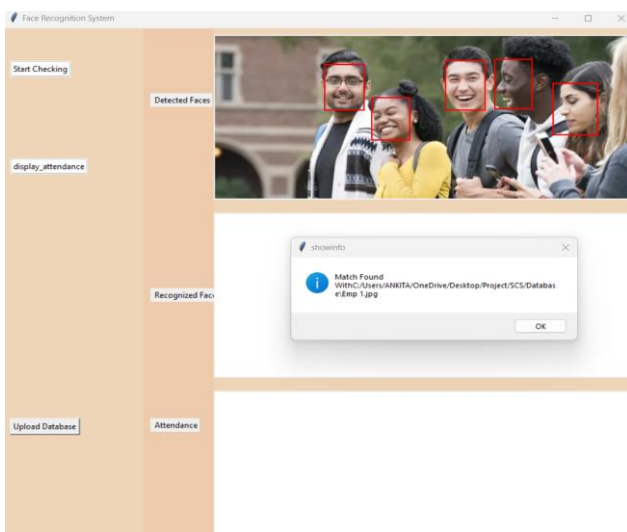 Face Recognition System
Start Checking
Detected Faces
display_attendance
showinfo
Match Found
WithC:/Users/ANKITA/OneDrive/Desktop/Project/SCS/Databas
e\Emp 1.jpg
OK
Recognized Fac
Upload Database
Attendance